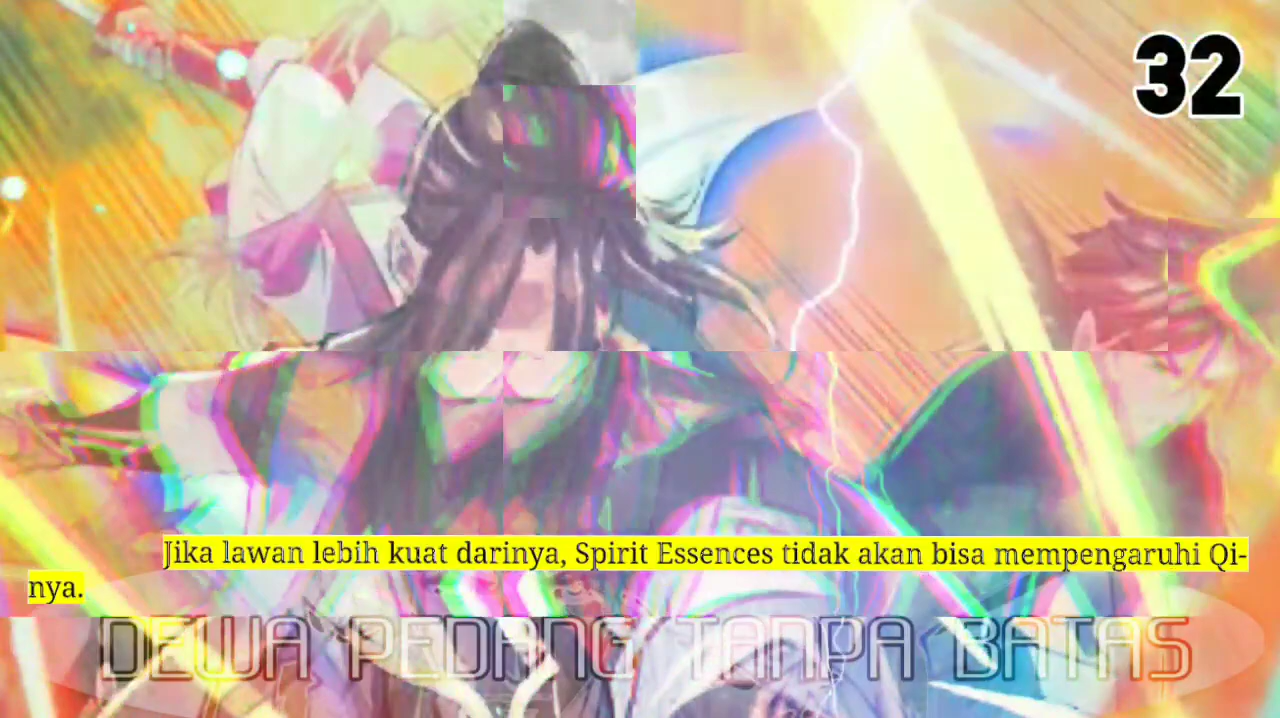 32
Jika lawan lebih kuat darinya, Spirit Essences tidak akan bisa mempengaruhi Qi-
nya.
DEWA PEDANG TANPA BATAS